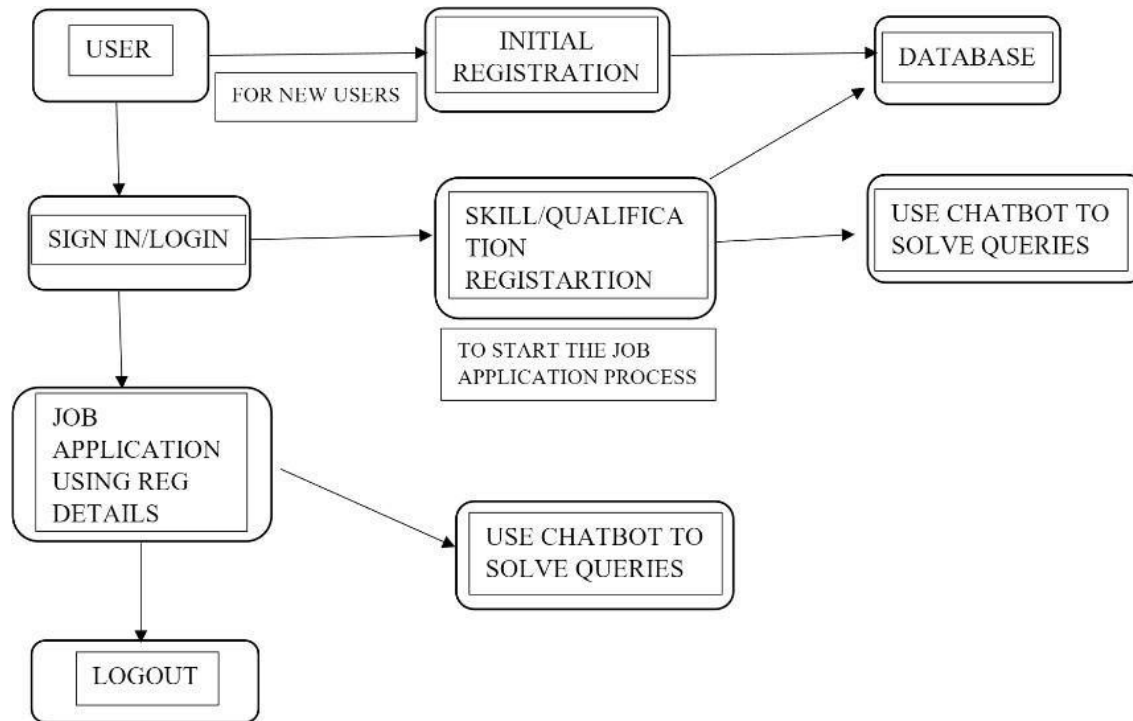 USER
INITIAL
REGISTRATION
DATABASE
FOR NEW USERS
SIGN IN/LOGIN
SKILL/QUALIFICA
TION
REGISTARTION
USE CHATBOT TO
SOLVE QUERIES
TO START THE JOB
APPLICATION PROCESS
JOB
APPLICATION
USING REG
DETAILS
USE CHATBOT TO
SOLVE QUERIES
LOGOUT